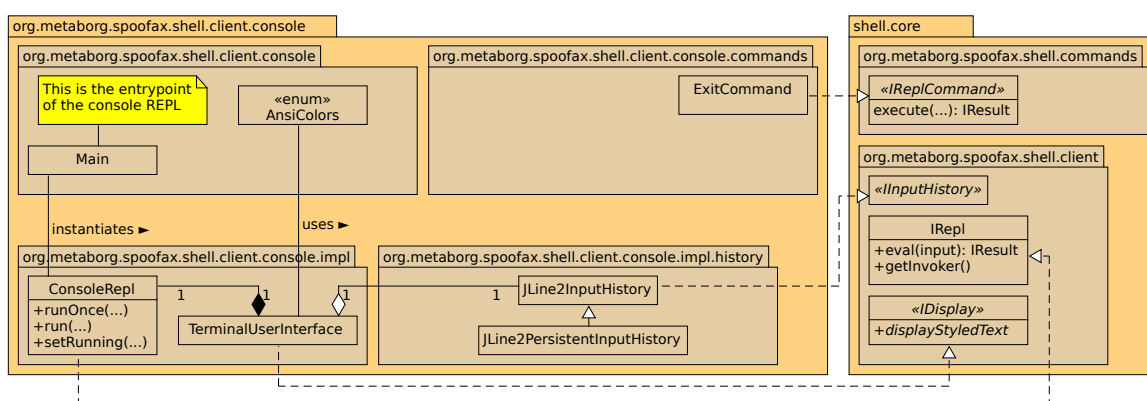 org.metaborg.spoofax.shell.client.console
org.metaborg.spoofax.shell.client.console
This is the entrypoint
of the console REPL
«enum»
AnsiColors
Main
org.metaborg.spoofax.shell.client.console.commands
ExitCommand
instantiates ►
uses ►
org.metaborg.spoofax.shell.client.console.impl
ConsoleRepl
+runOnce(...)
+run(...)
+setRunning(...)
1
1
1
TerminalUserInterface
org.metaborg.spoofax.shell.client.console.impl.history
1
JLine2InputHistory
JLine2PersistentInputHistory
shell.core
org.metaborg.spoofax.shell.commands
«IReplCommand»
execute(...): IResult
org.metaborg.spoofax.shell.client
«IInputHistory»
IRepl
+eval(input): IResult
+getInvoker()
«IDisplay»
+displayStyledText